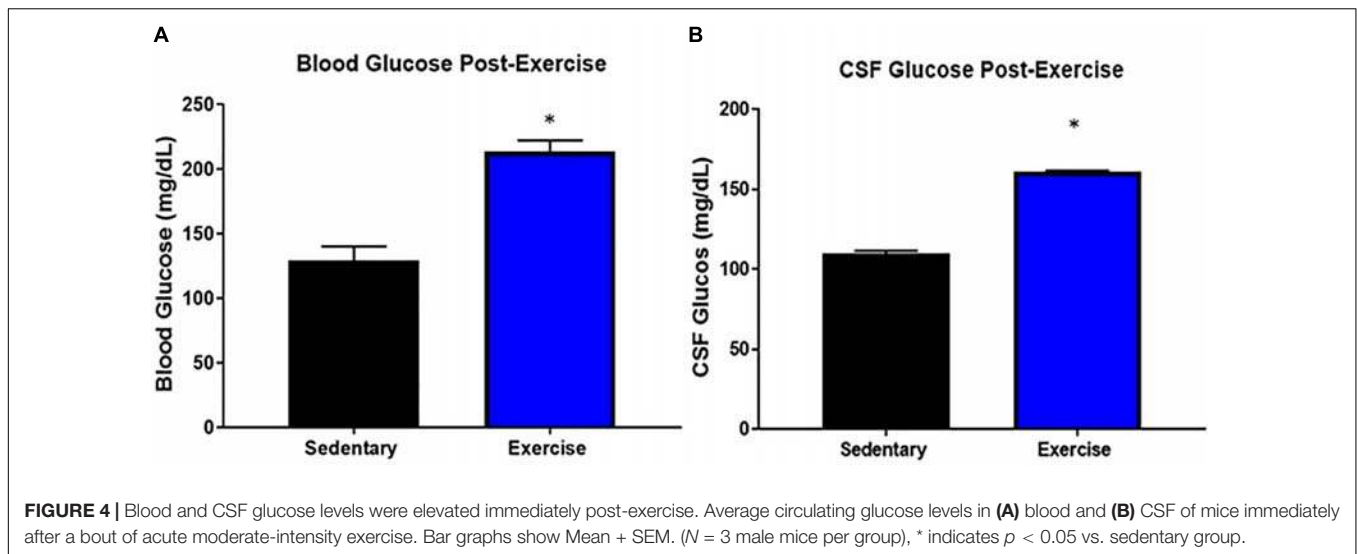 A
Blood Glucose Post-Exercise
Blood Glucose (mg/dL)
250
200
150
100
50
0
*
Sedentary
Exercise
B
CSF Glucose Post-Exercise
CSF Glucos (mg/dL)
200
150
100
50
0
*
Sedentary
Exercise
FIGURE 4 | Blood and CSF glucose levels were elevated immediately post-exercise. Average circulating glucose levels in (A) blood and (B) CSF of mice immediately
after a bout of acute moderate-intensity exercise. Bar graphs show Mean + SEM. (N = 3 male mice per group), * indicates p < 0.05 vs. sedentary group.